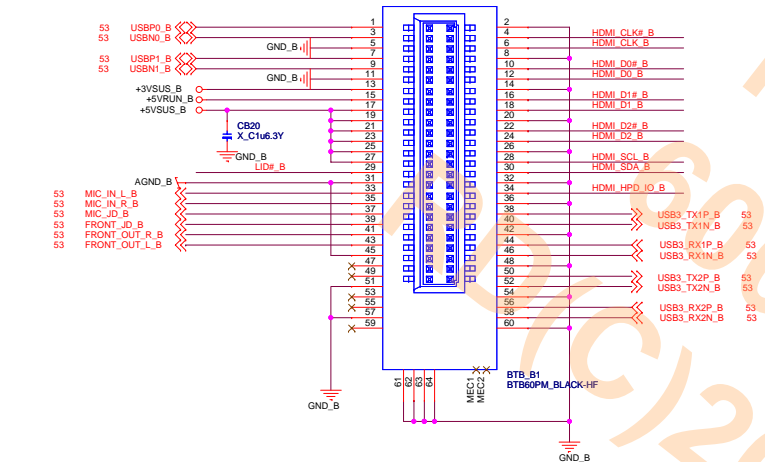 53 USBP0_B 1 2
53 USBN0_B 3 4 HDMI_CLK#_B
GND_B 5 6 HDMI_CLK_B
7 8
53 USBP1_B 9 10 HDMI_D0#_B
53 USBN1_B 11 12 HDMI_D0_B
GND_B 13 14
+3VSUS_B
+5VRUN_B 15 16 HDMI_D1#_B
+5VSUS_B 17 18 HDMI_D1_B
19 20
CB20 21 22 HDMI_D2#_B
X_C1u6.3Y 23 24 HDMI_D2_B
25 26
GND_B 27 28 HDMI_SCL_B
LID#_B 29 30 HDMI_SDA_B
AGND_B 31 32
53 MIC_IN_L_B 33 34 HDMI_HPD_IO_B
53 MIC_IN_R_B 35 36
53 MIC_JD_B 37 38 USB3_TX1P_B 53
53 FRONT_JD_B 39 40 USB3_TX1N_B 53
53 FRONT_OUT_R_B 41 42
53 FRONT_OUT_L_B 43 44 USB3_RX1P_B 53
45 46 USB3_RX1N_B 53
47 48
49 50 USB3_TX2P_B 53
51 52 USB3_TX2N_B 53
53 54
55 56 USB3_RX2P_B 53
57 58 USB3_RX2N_B 53
59 60
61 62 63 64 MEC1 MEC2
BTB_B1
BTB60PM_BLACK-HF
GND_B
GND_B